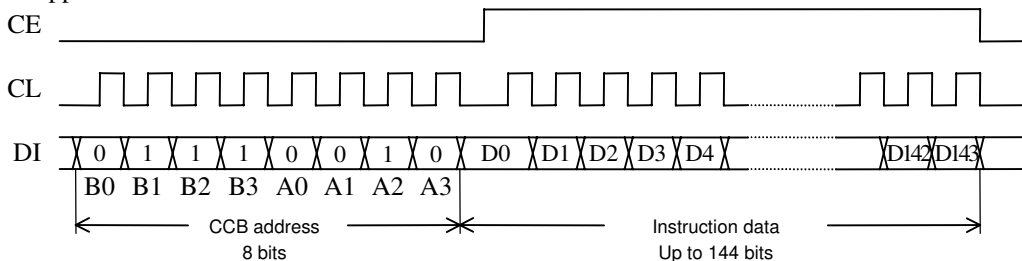 CE
CL
DI 0 1 1 1 0 0 1 0 D0 D1 D2 D3 D4 D142 D143
B0 B1 B2 B3 A0 A1 A2 A3
CCB address Instruction data
8 bits Up to 144 bits